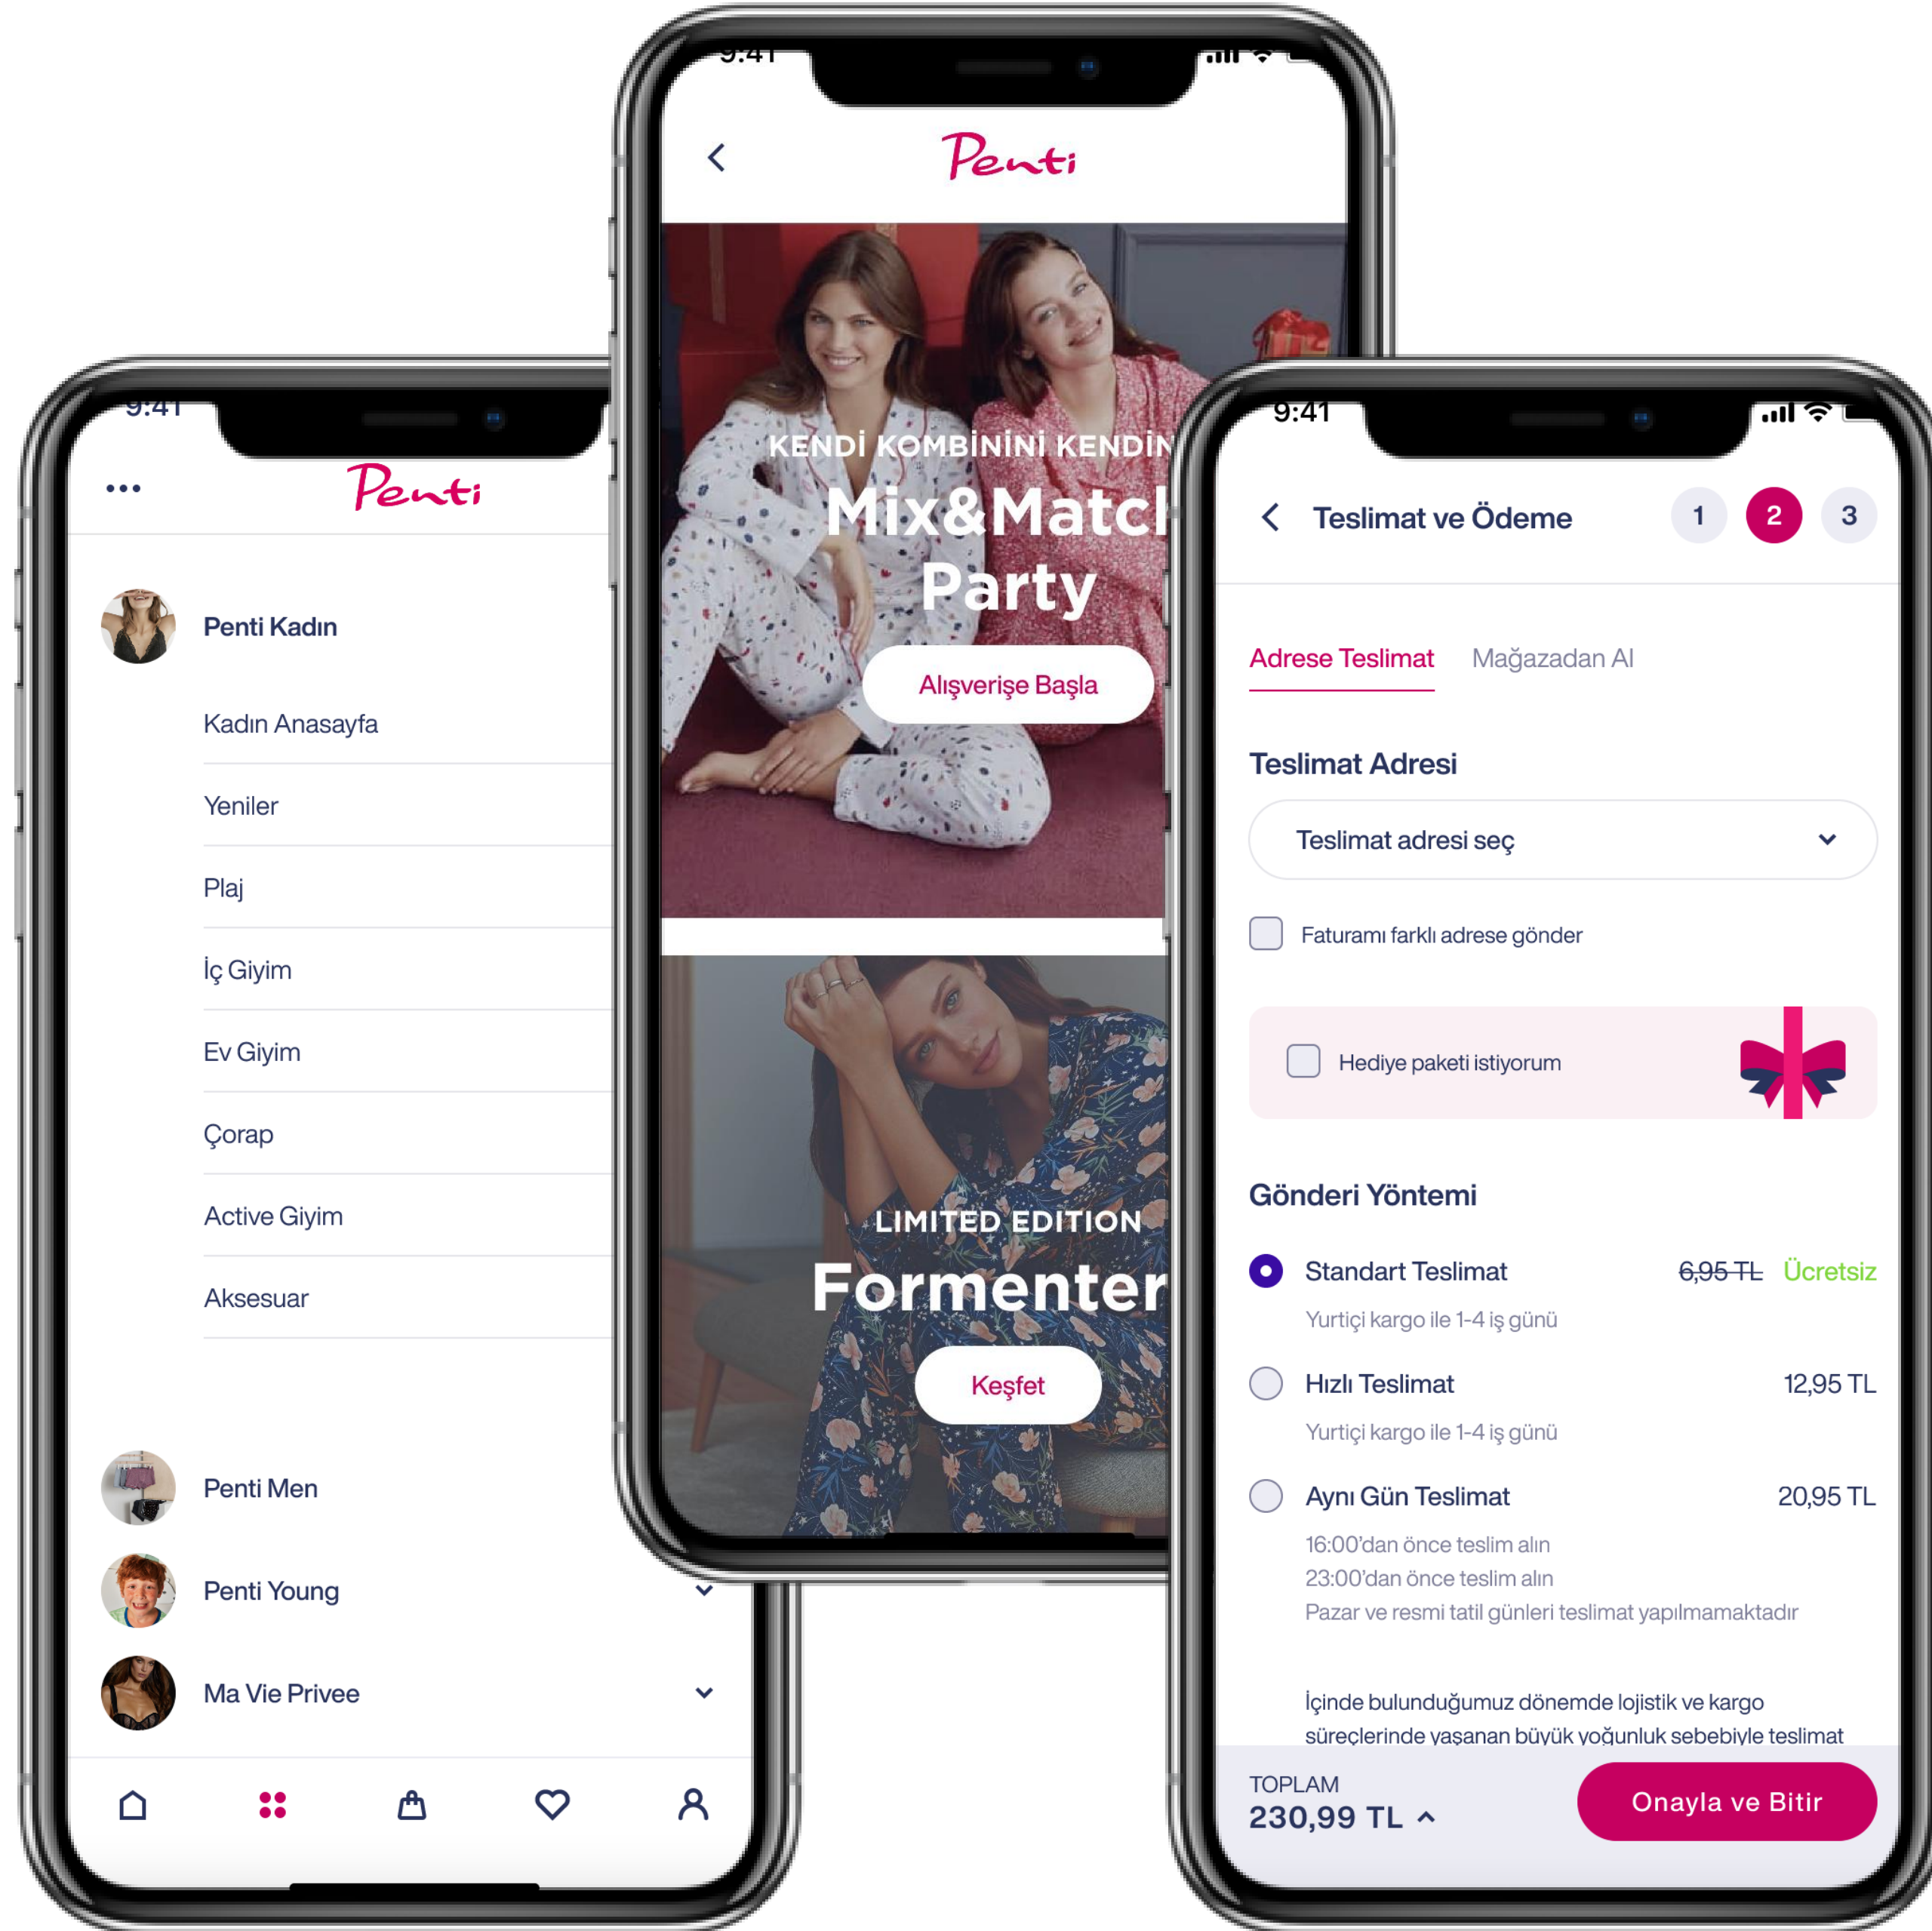 9:41
Penti
Penti Kadın
Kadın Anasayfa
Yeniler
Plaj
İç Giyim
Ev Giyim
Çorap
Active Giyim
Aksesuar
Penti Men
Penti Young
Ma Vie Privee
9:41
Penti
KENDİ KOMBİNİNİ KENDİN
Mix&Match
Party
Alışverişe Başla
LIMITED EDITION
Formenter
Keşfet
9:41
Teslimat ve Ödeme 1 2 3
Adrese Teslimat Mağazadan Al
Teslimat Adresi
Teslimat adresi seç
Faturamı farklı adrese gönder
Hediye paketi istiyorum
Gönderi Yöntemi
Standart Teslimat 6,95 TL Ücretsiz
Yurtiçi kargo ile 1-4 iş günü
Hızlı Teslimat 12,95 TL
Yurtiçi kargo ile 1-4 iş günü
Aynı Gün Teslimat 20,95 TL
16:00’dan önce teslim alın
23:00’dan önce teslim alın
Pazar ve resmi tatil günleri teslimat yapılmamaktadır
İçinde bulunduğumuz dönemde lojistik ve kargo
süreçlerinde yaşanan büyük yoğunluk sebebiyle teslimat
TOPLAM
230,99 TL
Onayla ve Bitir